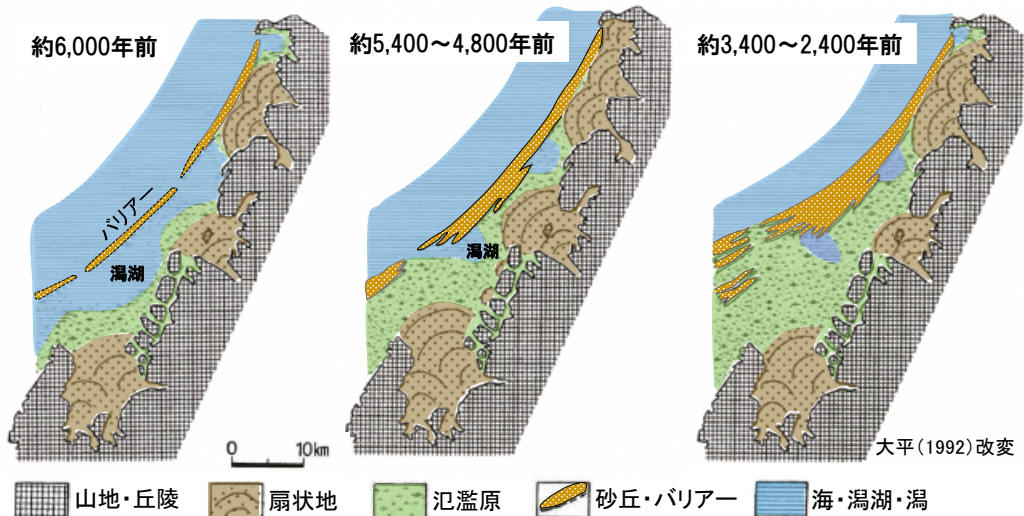 約6,000年前
約5,400～4,800年前
約3,400～2,400年前
バリアー
潟湖
潟湖
0 10km
大平(1992)改変
山地・丘陵
扇状地
氾濫原
砂丘・バリアー
海・潟湖・潟